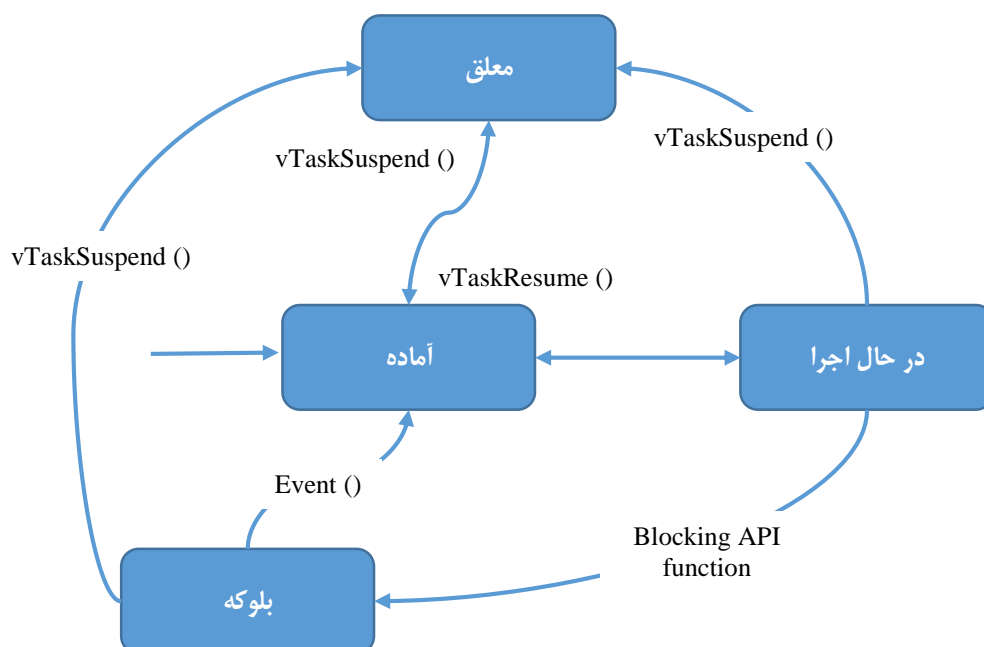 معلق
vTaskSuspend ()
vTaskSuspend ()
vTaskSuspend ()
vTaskResume ()
آماده
در حال اجرا
Event ()
Blocking API
function
بلوکه